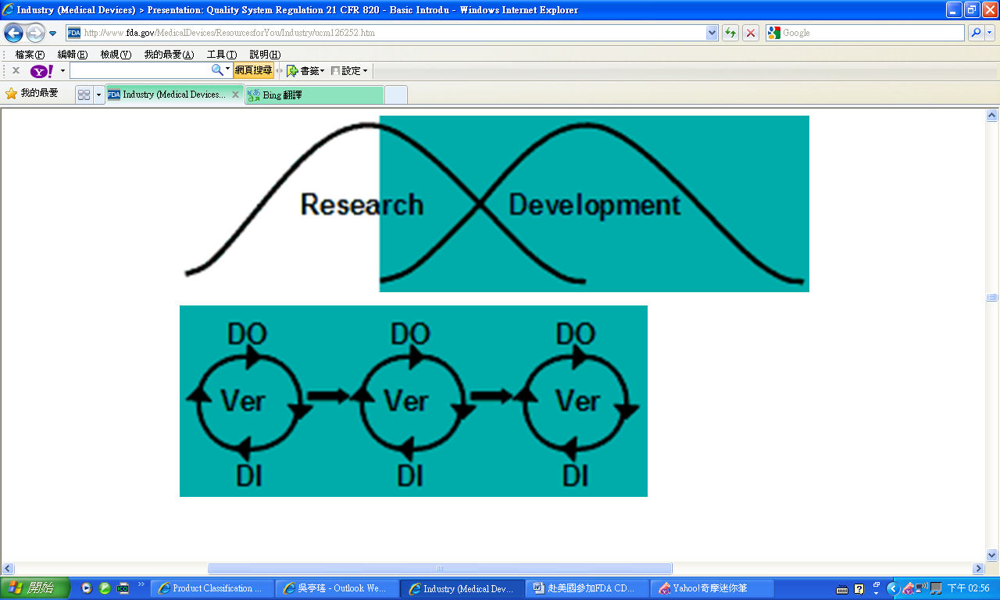 Industry (Medical Devices) > Presentation: Quality System Regulation 21 CFR 820 - Basic Introdu - Windows Internet Explorer
FDA http://www.fda.gov/MedicalDevices/ResourcesforYou/Industry/ucm126252.htm Google
檔案(F) 編輯(E) 檢視(V) 我的最愛(A) 工具(T) 說明(H)
Y! 網頁搜尋 書籤 設定
我的最愛 FDA Industry (Medical Devices... Bing 翻譯
Research Development
DO DO DO
Ver Ver Ver
DI DI DI
開始 Product Classification ... 吳亭瑤 - Outlook We... Industry (Medical Dev... 赴美國參加FDA CD... Yahoo!奇摩迷你筆 下午 02:56